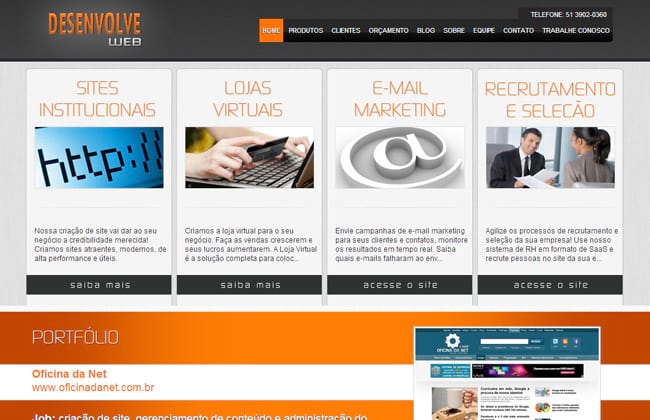 DESENVOLVE
WEB
TELEFONE: 51 3902-0360
HOME PRODUTOS CLIENTES ORÇAMENTO BLOG SOBRE EQUIPE CONTATO TRABALHE CONOSCO
SITES
INSTITUCIONAIS
http://
Nossa criação de site vai dar ao seu
negócio a credibilidade merecida!
Criamos sites atraentes, modernos, de
alta performance e úteis.
saiba mais
LOJAS
VIRTUAIS
Criamos a loja virtual para o seu
negócio. Faça as vendas crescerem e
seus lucros aumentarem. A Loja Virtual
é a solução completa para coloc...
saiba mais
E-MAIL
MARKETING
@
Envie campanhas de e-mail marketing
para seus clientes e contatos, monitore
os resultados em tempo real. Saiba
quais e-mails falharam ao env...
acesse o site
RECRUTAMENTO
E SELEÇÃO
Agilize os processos de recrutamento e
seleção da sua empresa! Use nosso
sistema de RH em formato de SaaS e
recrute pessoas no site da sua e...
acesse o site
PORTFÓLIO
Oficina da Net
www.oficinadanet.com.br
Job: criação de site, gerenciamento de conteúdo e administração do
OFICINA DA NET